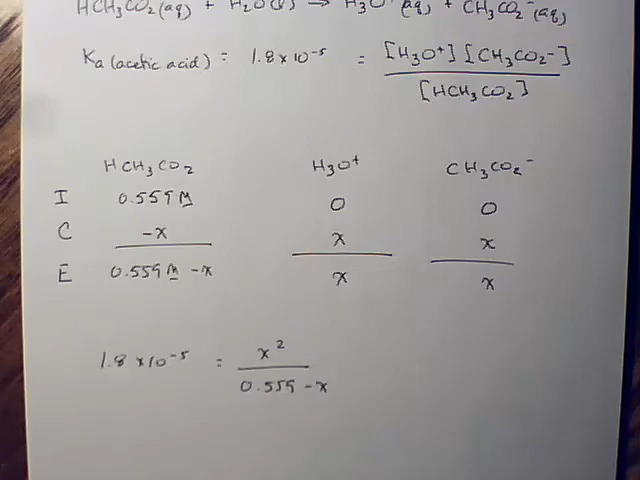 HCH3CO2(aq) + H2O(l) → H3O+(aq) + CH3CO2-(aq)
Ka (acetic acid) = 1.8 x 10^-5 = [H3O+][CH3CO2-] / [HCH3CO2]
HCH3CO2 H3O+ CH3CO2-
I 0.559 M 0 0
C -x x x
E 0.559 M - x x x
1.8 x 10^-5 = x^2 / 0.559 - x